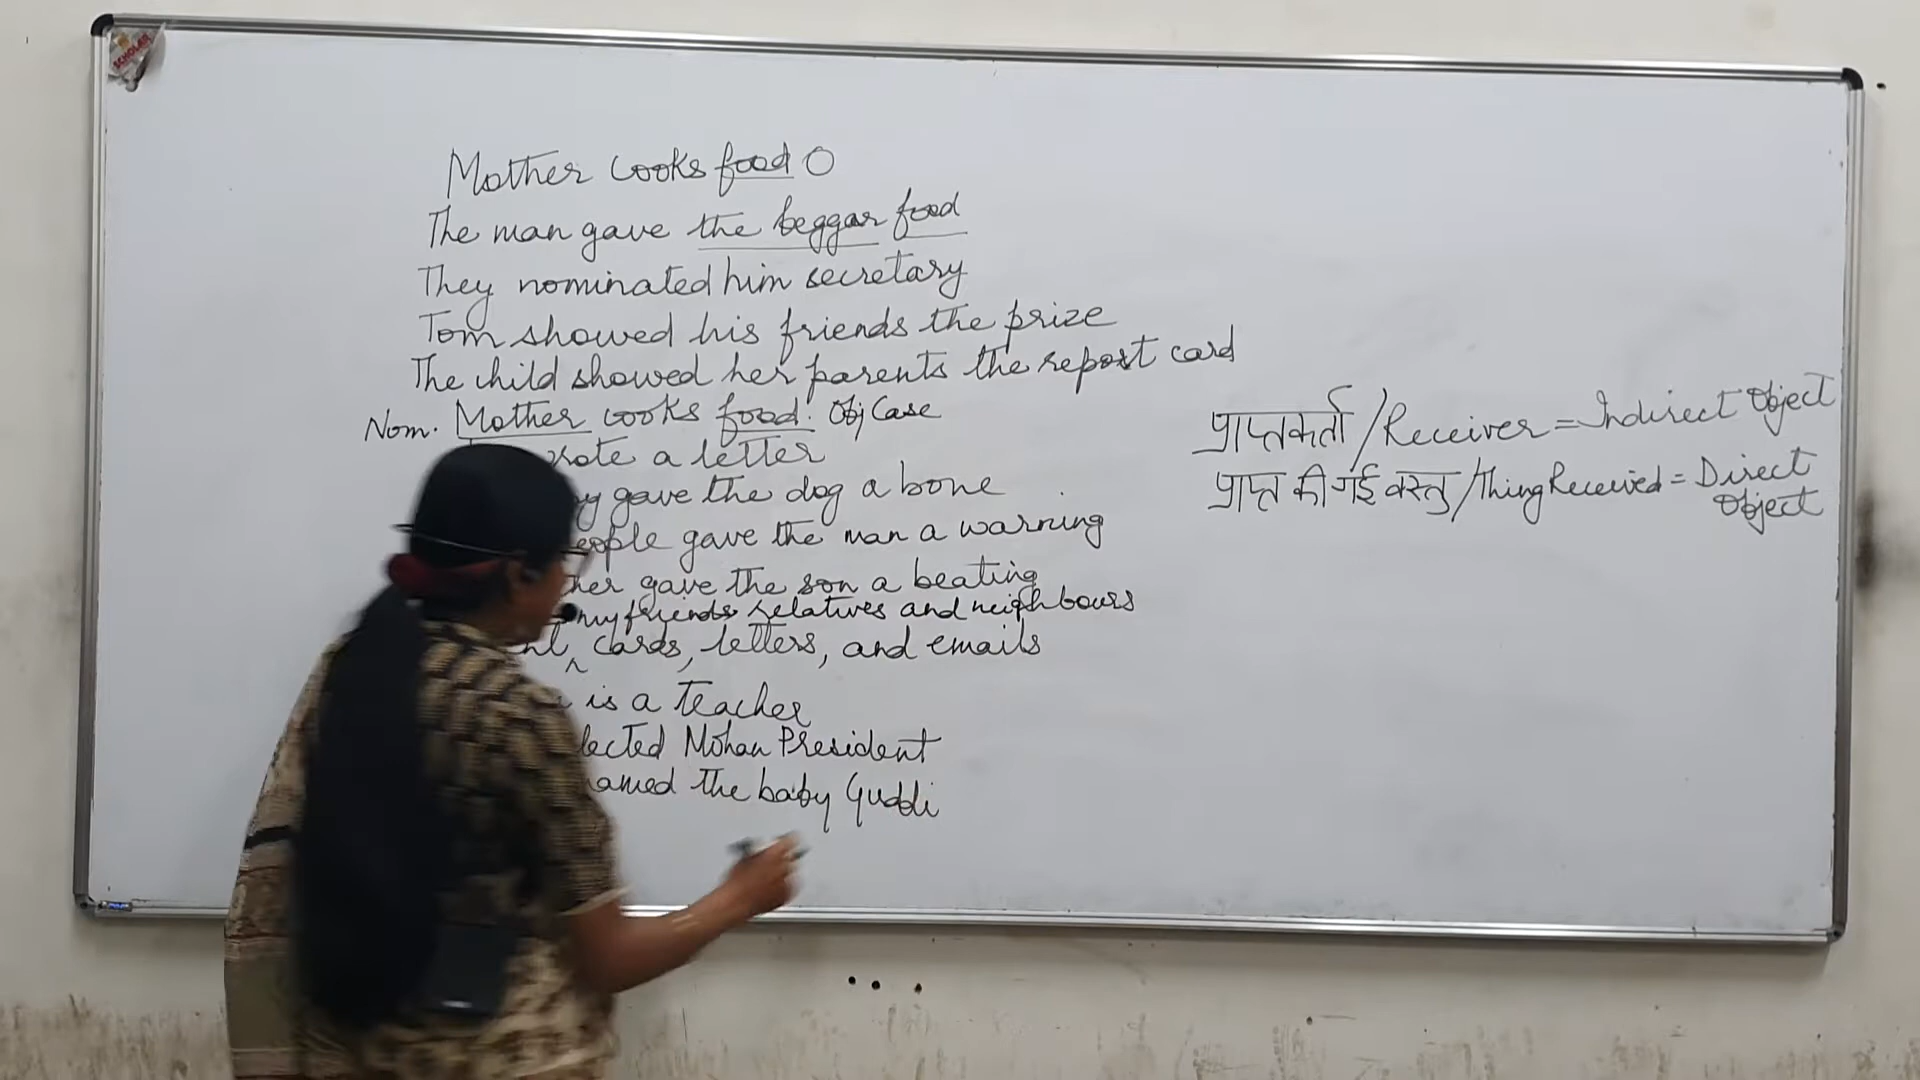 SCHOLAR
Mother cooks food O
The man gave the beggar food
They nominated him secretary
Tom showed his friends the prize
The child showed her parents the report card
Nom. Mother cooks food. Obj Case
a letter
gave the dog a bone
gave the man a warning
gave the son a beating
my friends relatives and neighbours
cards, letters, and emails
is a teacher
Mohan President
the baby Guddi
प्राप्तकर्ता / Receiver = Indirect Object
प्राप्त की गई वस्तु / Thing Received = Direct
Object